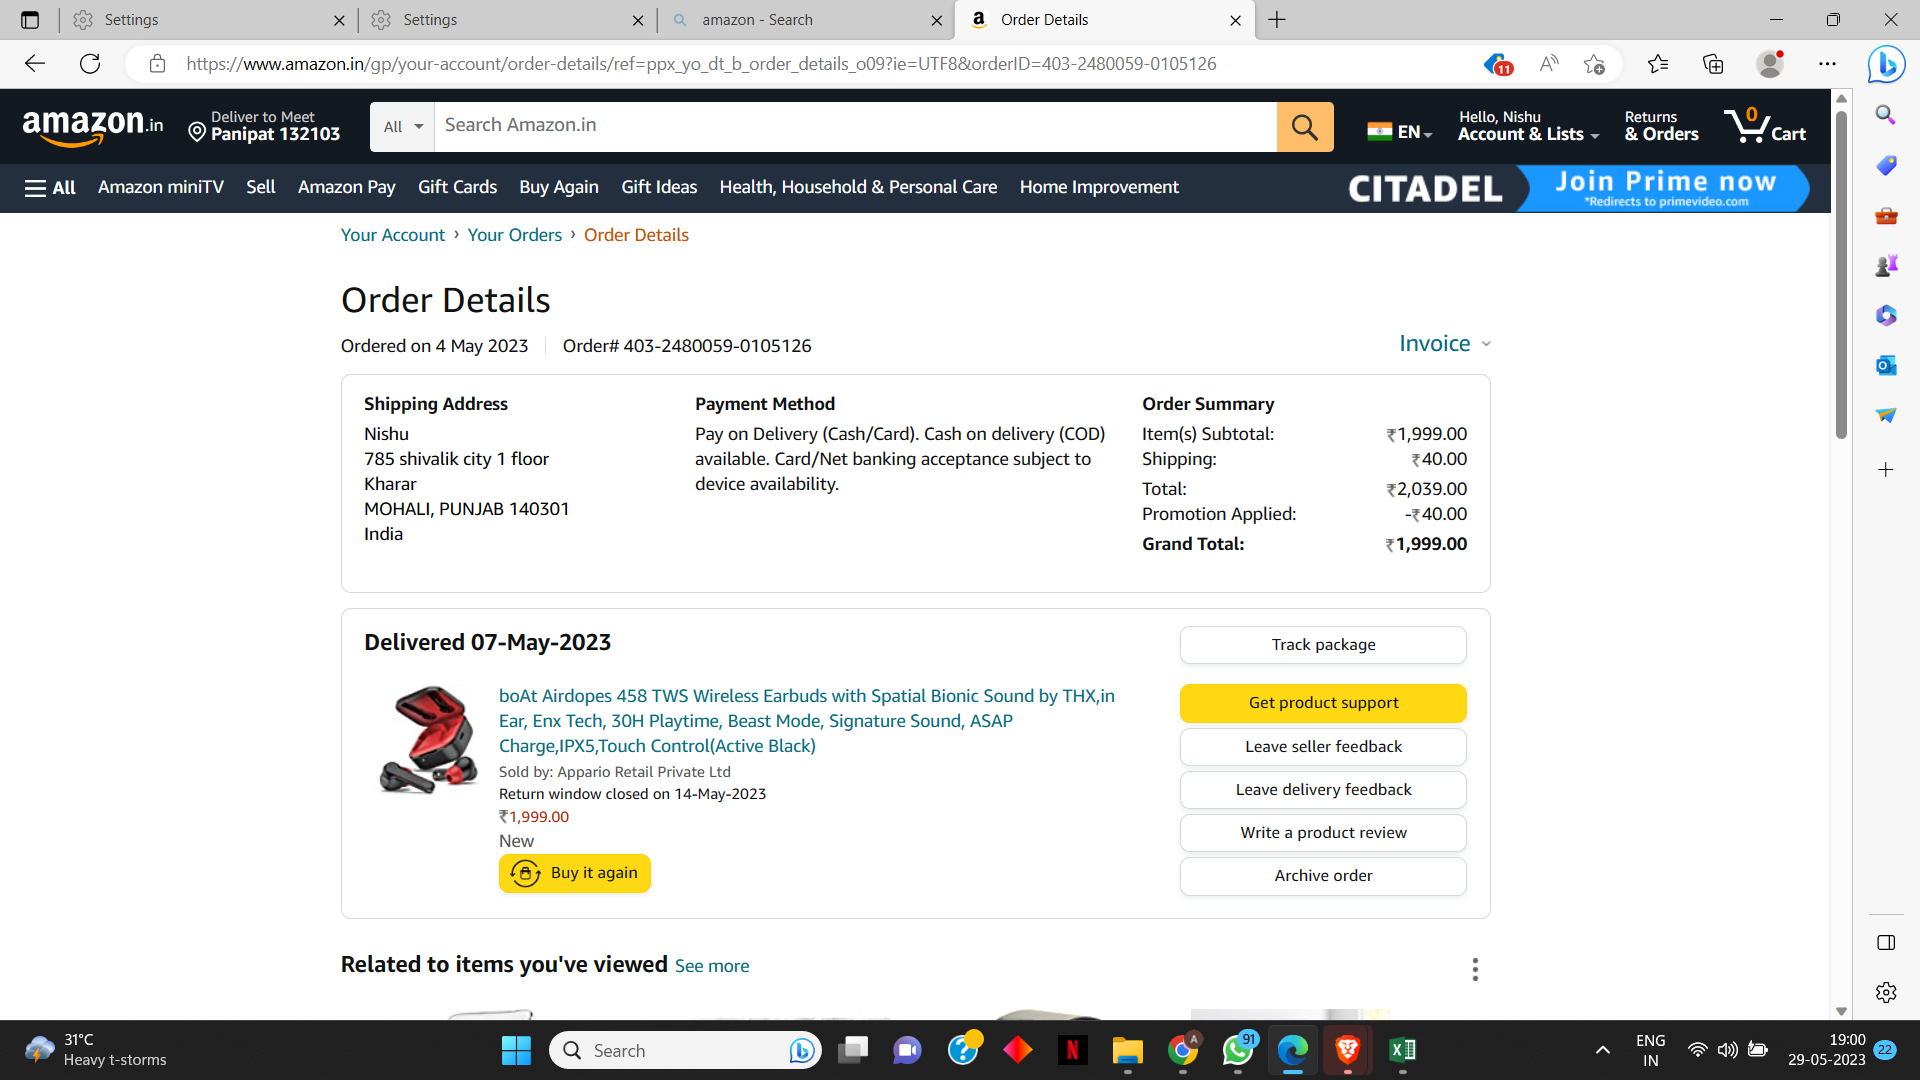 Settings
Settings
amazon - Search
Order Details
https://www.amazon.in/gp/your-account/order-details/ref=ppx_yo_dt_b_order_details_o09?ie=UTF8&orderID=403-2480059-0105126
11
amazon.in
Deliver to Meet
Panipat 132103
All
Search Amazon.in
EN
Hello, Nishu
Account & Lists
Returns
& Orders
0
Cart
All
Amazon miniTV
Sell
Amazon Pay
Gift Cards
Buy Again
Gift Ideas
Health, Household & Personal Care
Home Improvement
CITADEL
Join Prime now
*Redirects to primevideo.com
Your Account › Your Orders › Order Details
Order Details
Ordered on 4 May 2023
Order# 403-2480059-0105126
Invoice
Shipping Address
Nishu
785 shivalik city 1 floor
Kharar
MOHALI, PUNJAB 140301
India
Payment Method
Pay on Delivery (Cash/Card). Cash on delivery (COD)
available. Card/Net banking acceptance subject to
device availability.
Order Summary
Item(s) Subtotal: ₹1,999.00
Shipping: ₹40.00
Total: ₹2,039.00
Promotion Applied: -₹40.00
Grand Total: ₹1,999.00
Delivered 07-May-2023
boAt Airdopes 458 TWS Wireless Earbuds with Spatial Bionic Sound by THX,in
Ear, Enx Tech, 30H Playtime, Beast Mode, Signature Sound, ASAP
Charge,IPX5,Touch Control(Active Black)
Sold by: Appario Retail Private Ltd
Return window closed on 14-May-2023
₹1,999.00
New
Buy it again
Track package
Get product support
Leave seller feedback
Leave delivery feedback
Write a product review
Archive order
Related to items you've viewed See more
31°C
Heavy t-storms
Search
A
91
ENG
IN
19:00
29-05-2023
22